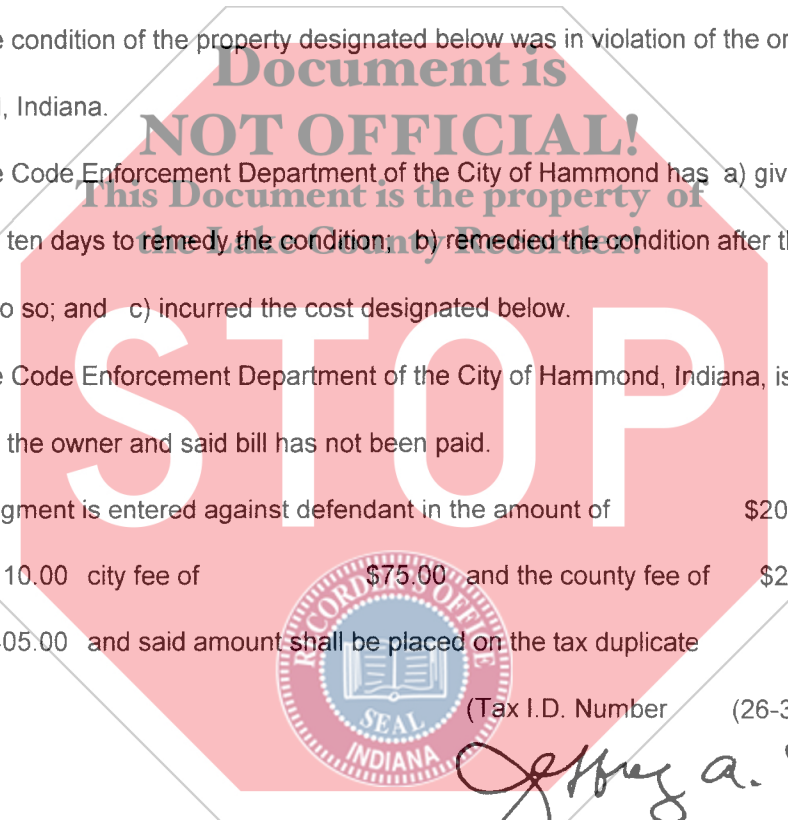 e condition of the property designated below was in violation of the or
Document is
, Indiana.
NOT OFFICIAL!
e Code Enforcement Department of the City of Hammond has a) giv
This Document is the property of
ten days to remedy the condition; b) remedied the condition after th
the Lake County Recorder!
o so; and c) incurred the cost designated below.
STOP
e Code Enforcement Department of the City of Hammond, Indiana, is
the owner and said bill has not been paid.
gment is entered against defendant in the amount of $20
10.00 city fee of $75.00 and the county fee of $2
05.00 and said amount shall be placed on the tax duplicate
RECORDER'S OFFICE
SEAL
INDIANA
(Tax I.D. Number (26-3
Jeffrey a.